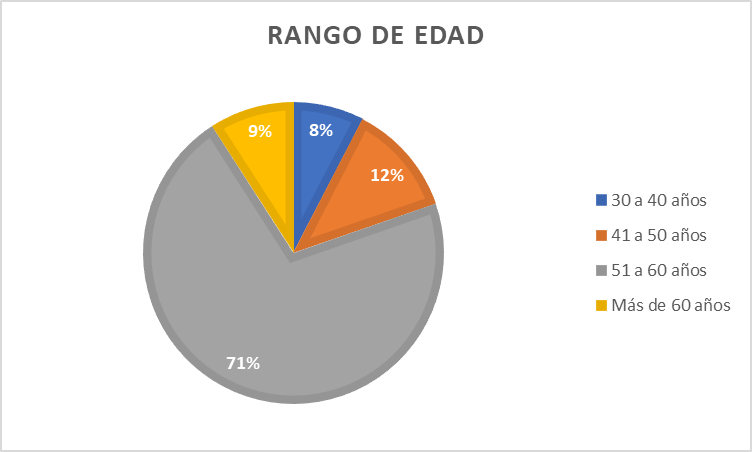 RANGO DE EDAD
9%
8%
12%
71%
30 a 40 años
41 a 50 años
51 a 60 años
Más de 60 años